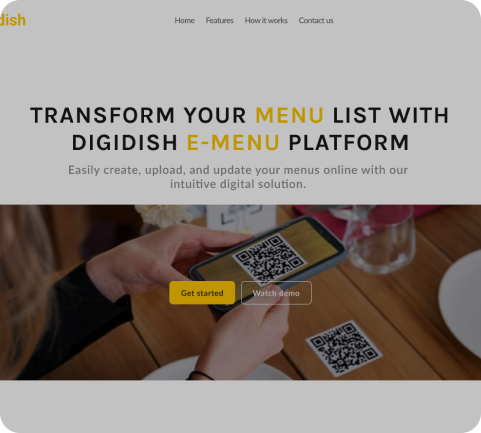 dish
Home Features How it works Contact us
TRANSFORM YOUR MENU LIST WITH
DIGIDISH E-MENU PLATFORM
Easily create, upload, and update your menus online with our
intuitive digital solution.
Get started Watch demo